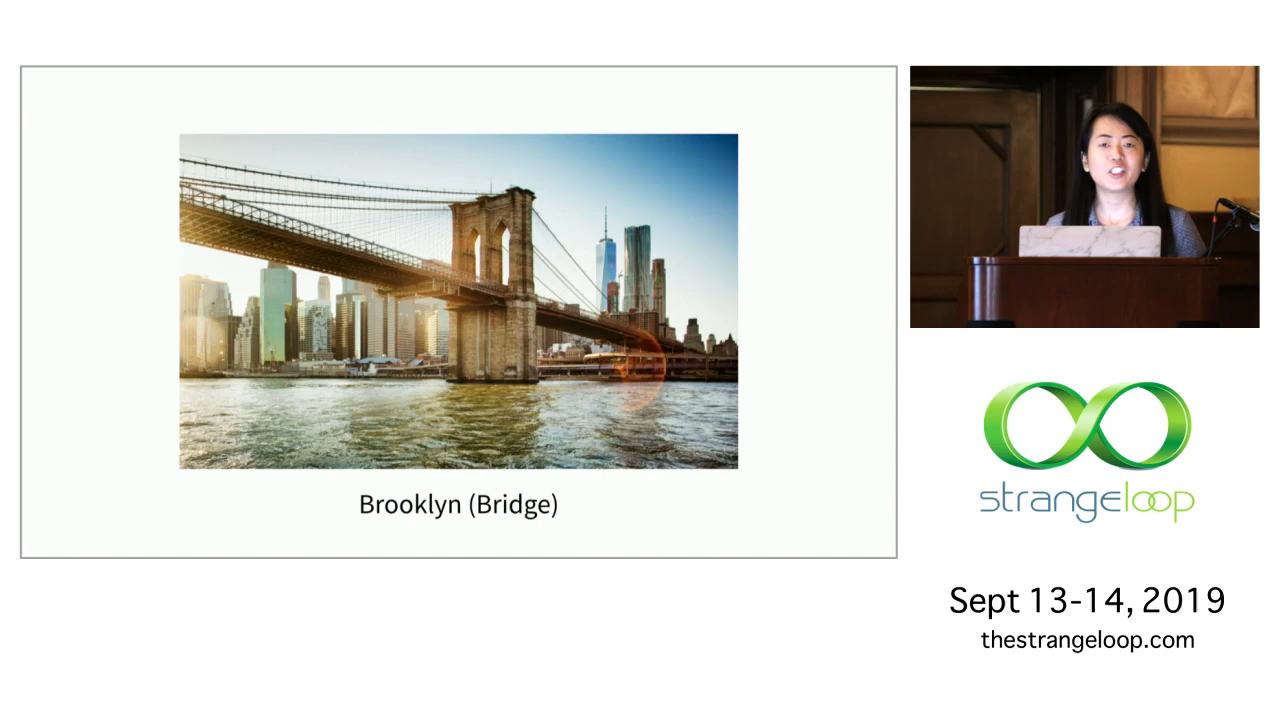 Brooklyn (Bridge)
strangeloop
Sept 13-14, 2019
thestrangeloop.com